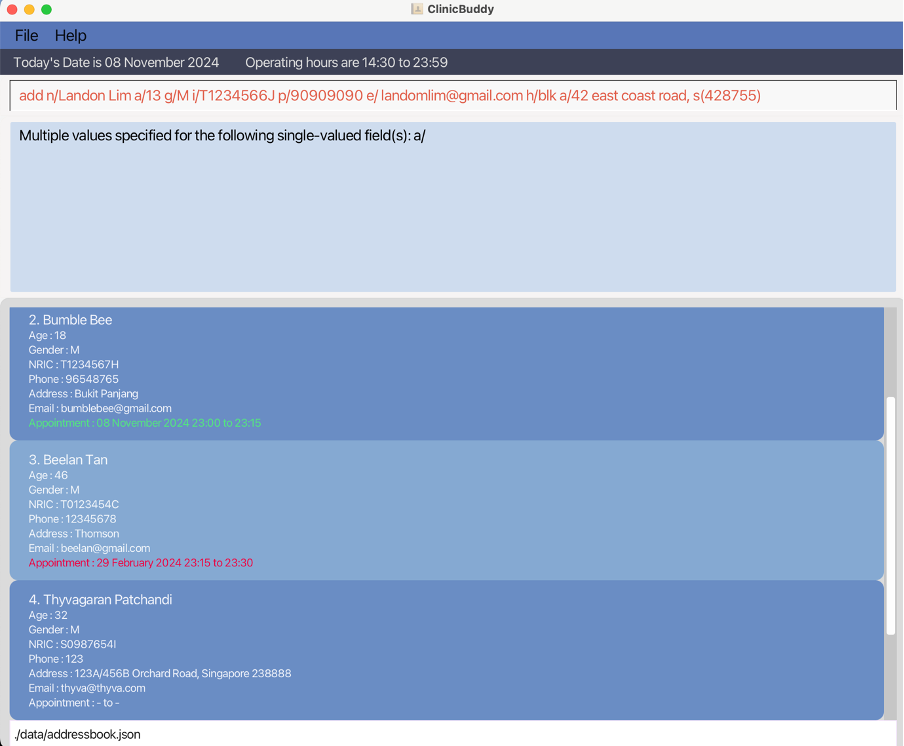 ClinicBuddy
File Help
Today's Date is 08 November 2024 Operating hours are 14:30 to 23:59
add n/Landon Lim a/13 g/M i/T1234566J p/90909090 e/ landomlim@gmail.com h/blk a/42 east coast road, s(428755)
Multiple values specified for the following single-valued field(s): a/
2. Bumble Bee
Age : 18
Gender : M
NRIC : T1234567H
Phone : 96548765
Address : Bukit Panjang
Email : bumblebee@gmail.com
Appointment : 08 November 2024 23:00 to 23:15
3. Beelan Tan
Age : 46
Gender : M
NRIC : T0123454C
Phone : 12345678
Address : Thomson
Email : beelan@gmail.com
Appointment : 29 February 2024 23:15 to 23:30
4. Thyvagaran Patchandi
Age : 32
Gender : M
NRIC : S0987654I
Phone : 123
Address : 123A/456B Orchard Road, Singapore 238888
Email : thyva@thyva.com
Appointment : - to -
./data/addressbook.json